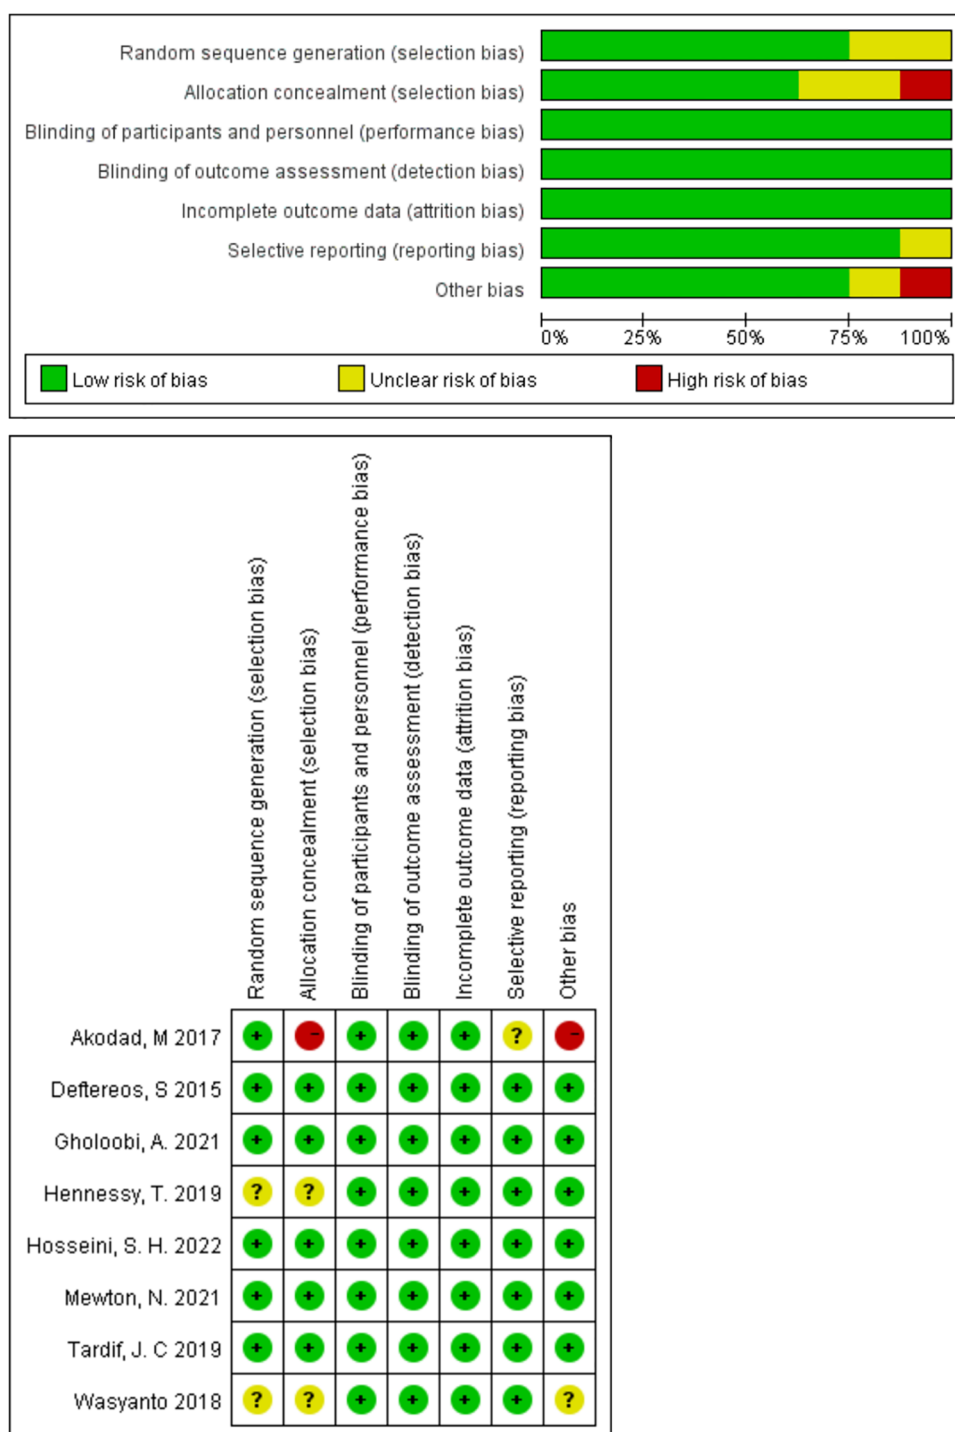 Random sequence generation (selection bias)
Allocation concealment (selection bias)
Blinding of participants and personnel (performance bias)
Blinding of outcome assessment (detection bias)
Incomplete outcome data (attrition bias)
Selective reporting (reporting bias)
Other bias
0% 25% 50% 75% 100%
Low risk of bias Unclear risk of bias High risk of bias
Random sequence generation (selection bias)
Allocation concealment (selection bias)
Blinding of participants and personnel (performance bias)
Blinding of outcome assessment (detection bias)
Incomplete outcome data (attrition bias)
Selective reporting (reporting bias)
Other bias
Akodad, M 2017 + - + + + ? -
Deftereos, S 2015 + + + + + + +
Gholoobi, A. 2021 + + + + + + +
Hennessy, T. 2019 ? ? + + + + +
Hosseini, S. H. 2022 + + + + + + +
Mewton, N. 2021 + + + + + + +
Tardif, J. C 2019 + + + + + + +
Wasyanto 2018 ? ? + + + + ?